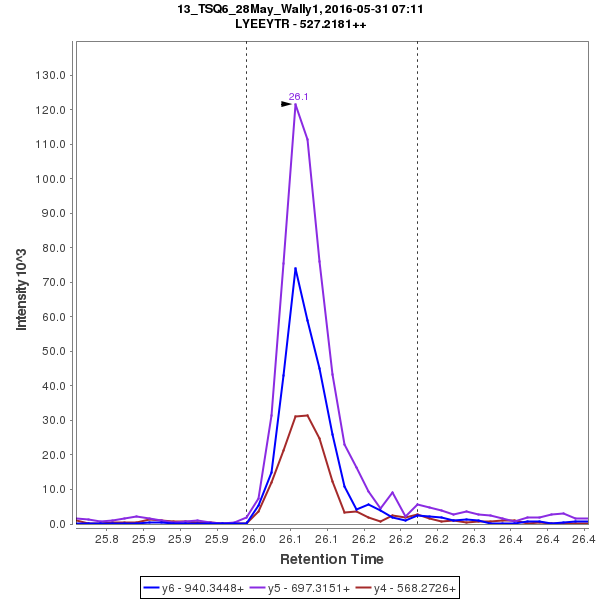 13_TSQ6_28May_Wally1, 2016-05-31 07:11
LYEEYTR - 527.2181++
26.1
130.0
120.0
110.0
100.0
90.0
80.0
70.0
60.0
50.0
40.0
30.0
20.0
10.0
0.0
Intensity 10^3
25.8 25.9 25.9 25.9 26.0 26.1 26.1 26.2 26.2 26.2 26.3 26.4 26.4 26.4
Retention Time
y6 - 940.3448+ y5 - 697.3151+ y4 - 568.2726+